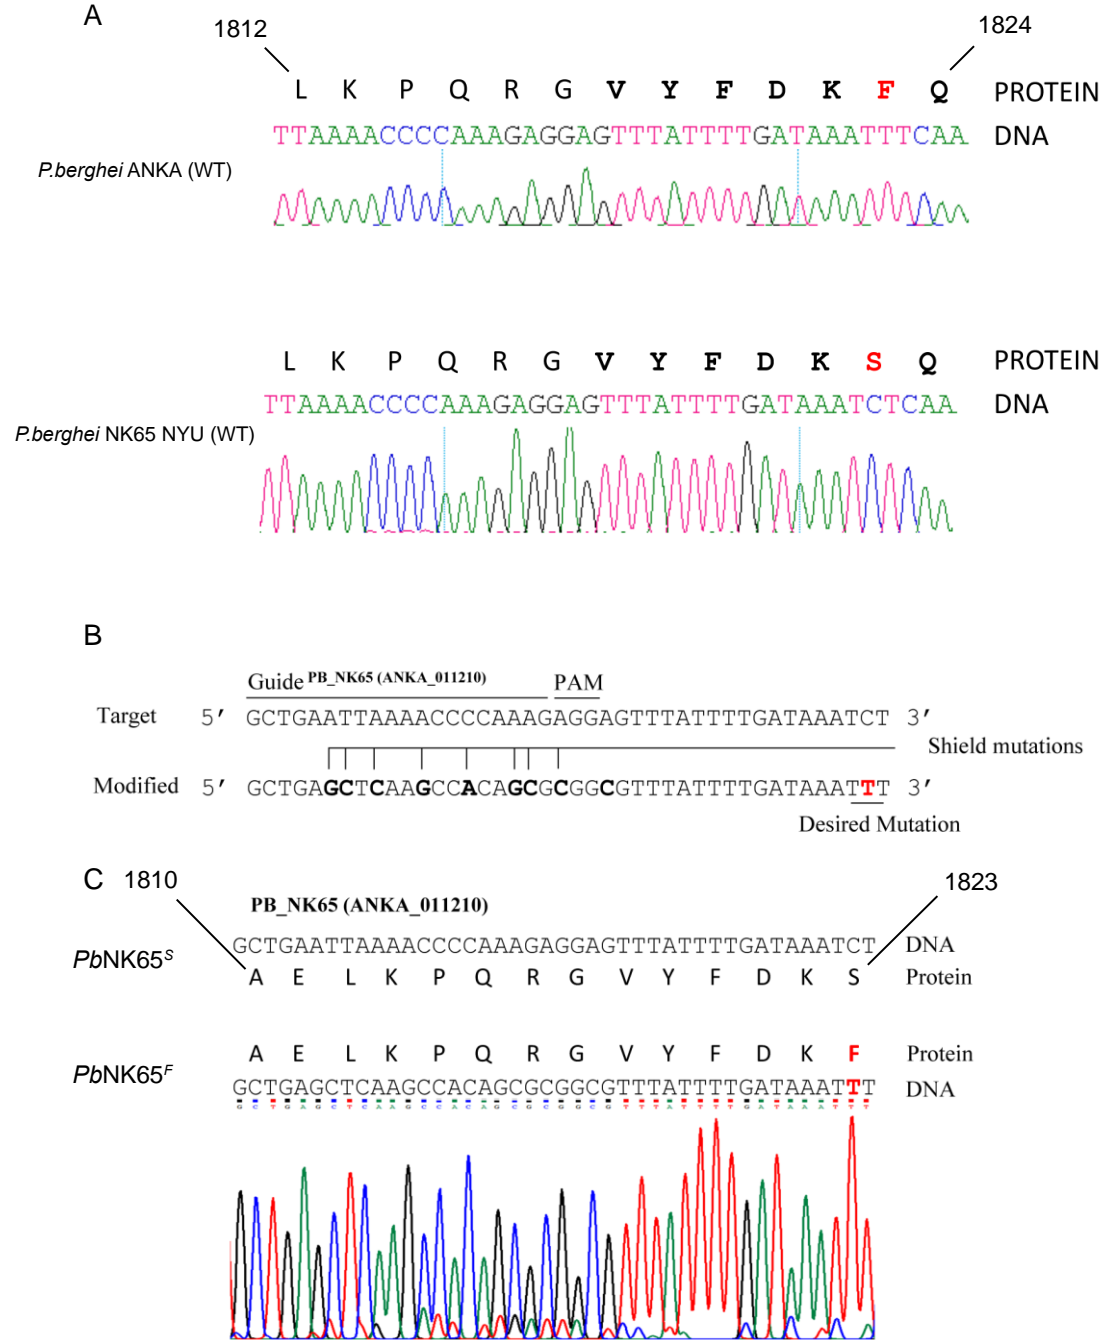 A
1812
1824
L K P Q R G V Y F D K F Q PROTEIN
TTAAAACCCCAAAGAGGAGTTTATTTTGATAAATTTCAA DNA
P.berghei ANKA (WT)
L K P Q R G V Y F D K S Q PROTEIN
TTAAAACCCCAAAGAGGAGTTTATTTTGATAAATCTCAA DNA
P.berghei NK65 NYU (WT)
B
Guide PB_NK65 (ANKA_011210) PAM
Target 5′ GCTGAATTAAAACCCCAAAGAGGAGTTTATTTTGATAAATCT 3′
Shield mutations
Modified 5′ GCTGAGCTCAAGCCACAGCGCGGCGTTTATTTTGATAAATTT 3′
Desired Mutation
C 1810
1823
PB_NK65 (ANKA_011210)
PbNK65S
GCTGAATTAAAACCCCAAAGAGGAGTTTATTTTGATAAATCT DNA
A E L K P Q R G V Y F D K S Protein
A E L K P Q R G V Y F D K F Protein
PbNK65F
GCTGAGCTCAAGCCACAGCGCGGCGTTTATTTTGATAAATTT DNA
GCTGAGCTCAAGCCACAGCGCGGCGTTTATTTTGATAAATTT